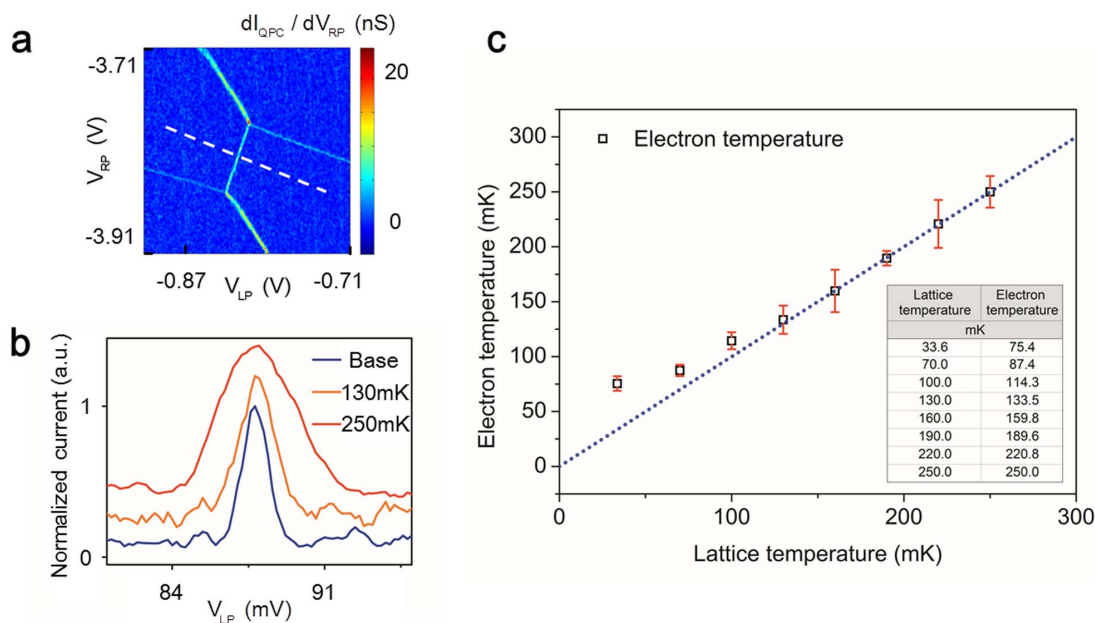 a
dI_QPC / dV_RP (nS)
-3.71
20
V_RP (V)
0
-3.91
-0.87
-0.71
V_LP (V)
b
Normalized current (a.u.)
1
0
Base
130mK
250mK
84
91
V_LP (mV)
c
Electron temperature (mK)
300
250
200
150
100
50
0
Electron temperature
Lattice temperature Electron temperature
mK
33.6 75.4
70.0 87.4
100.0 114.3
130.0 133.5
160.0 159.8
190.0 189.6
220.0 220.8
250.0 250.0
0 100 200 300
Lattice temperature (mK)